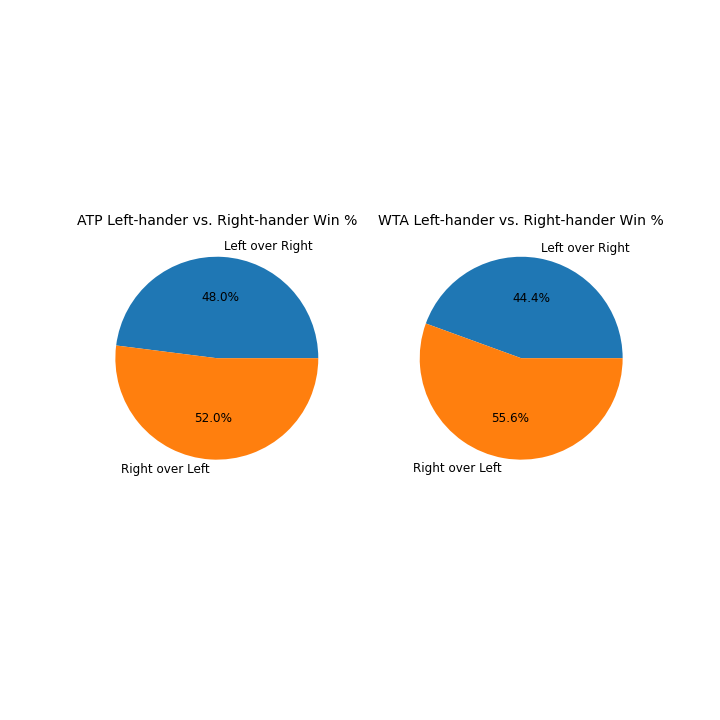 ATP Left-hander vs. Right-hander Win %
Left over Right
48.0%
52.0%
Right over Left
WTA Left-hander vs. Right-hander Win %
Left over Right
44.4%
55.6%
Right over Left